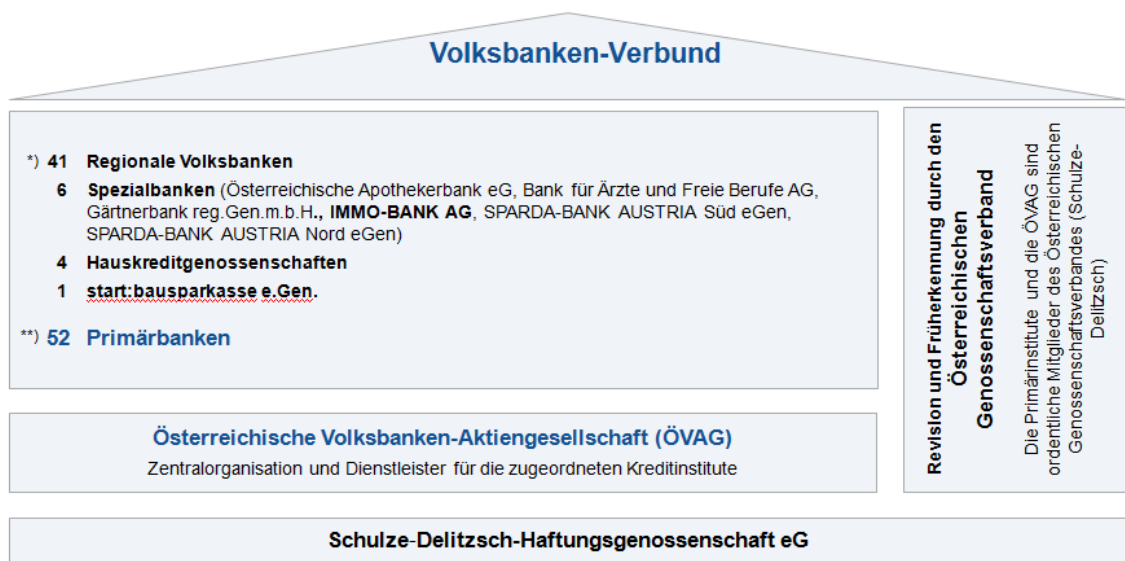 Volksbanken-Verbund
*) 41 Regionale Volksbanken
6 Spezialbanken (Österreichische Apothekerbank eG, Bank für Ärzte und Freie Berufe AG,
Gärtnerbank reg.Gen.m.b.H., IMMO-BANK AG, SPARDA-BANK AUSTRIA Süd eGen,
SPARDA-BANK AUSTRIA Nord eGen)
4 Hauskreditgenossenschaften
1 start:bausparkasse e.Gen.
**) 52 Primärbanken
Österreichische Volksbanken-Aktiengesellschaft (ÖVAG)
Zentralorganisation und Dienstleister für die zugeordneten Kreditinstitute
Revision und Früherkennung durch den
Österreichischen
Genossenschaftsverband
Die Primärinstitute und die ÖVAG sind
ordentliche Mitglieder des Österreichischen
Genossenschaftsverbandes (Schulze-
Delitzsch)
Schulze-Delitzsch-Haftungsgenossenschaft eG